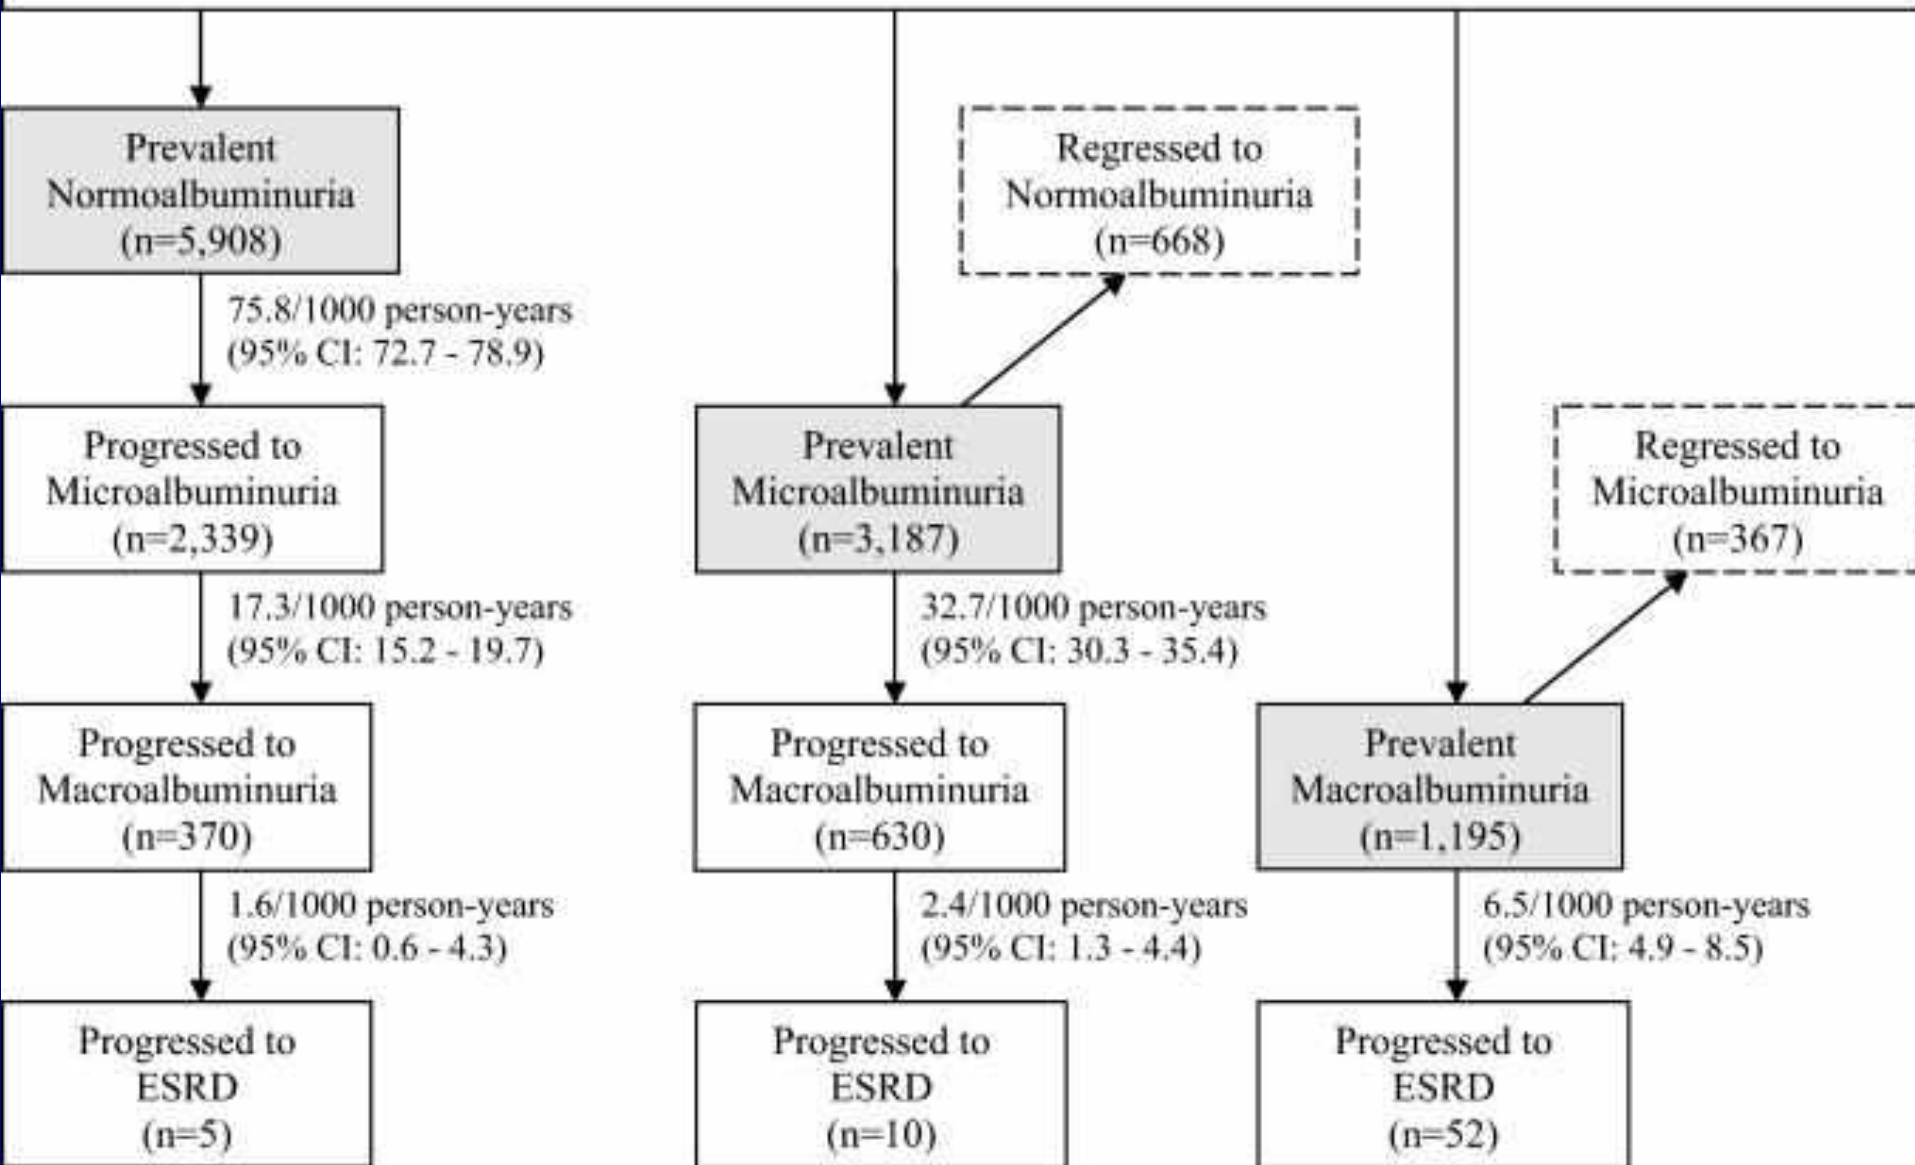 Prevalent
Normoalbuminuria
(n=5,908)
75.8/1000 person-years
(95% CI: 72.7 - 78.9)
Progressed to
Microalbuminuria
(n=2,339)
17.3/1000 person-years
(95% CI: 15.2 - 19.7)
Progressed to
Macroalbuminuria
(n=370)
1.6/1000 person-years
(95% CI: 0.6 - 4.3)
Progressed to
ESRD
(n=5)
Regressed to
Normoalbuminuria
(n=668)
Prevalent
Microalbuminuria
(n=3,187)
32.7/1000 person-years
(95% CI: 30.3 - 35.4)
Progressed to
Macroalbuminuria
(n=630)
2.4/1000 person-years
(95% CI: 1.3 - 4.4)
Progressed to
ESRD
(n=10)
Regressed to
Microalbuminuria
(n=367)
Prevalent
Macroalbuminuria
(n=1,195)
6.5/1000 person-years
(95% CI: 4.9 - 8.5)
Progressed to
ESRD
(n=52)